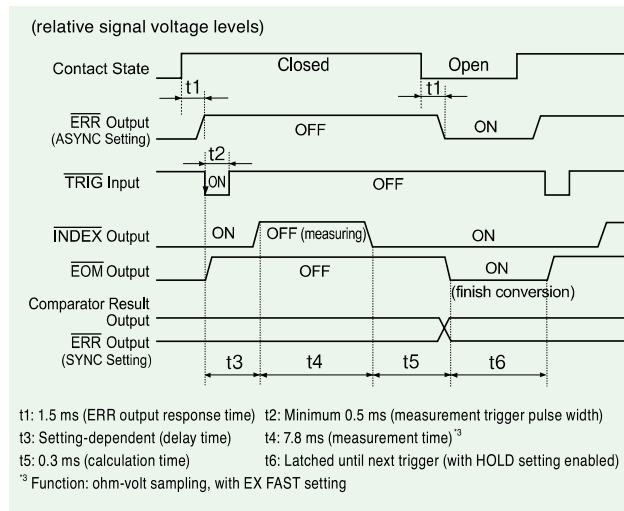 (relative signal voltage levels)
Contact State
Closed
Open
t1
t1
ERR Output
(ASYNC Setting)
OFF
ON
t2
TRIG Input
ON
OFF
INDEX Output
ON
OFF (measuring)
ON
EOM Output
OFF
ON
(finish conversion)
Comparator Result
Output
ERR Output
(SYNC Setting)
t3
t4
t5
t6
t1: 1.5 ms (ERR output response time) t2: Minimum 0.5 ms (measurement trigger pulse width)
t3: Setting-dependent (delay time) t4: 7.8 ms (measurement time)*3
t5: 0.3 ms (calculation time) t6: Latched until next trigger (with HOLD setting enabled)
*3 Function: ohm-volt sampling, with EX FAST setting